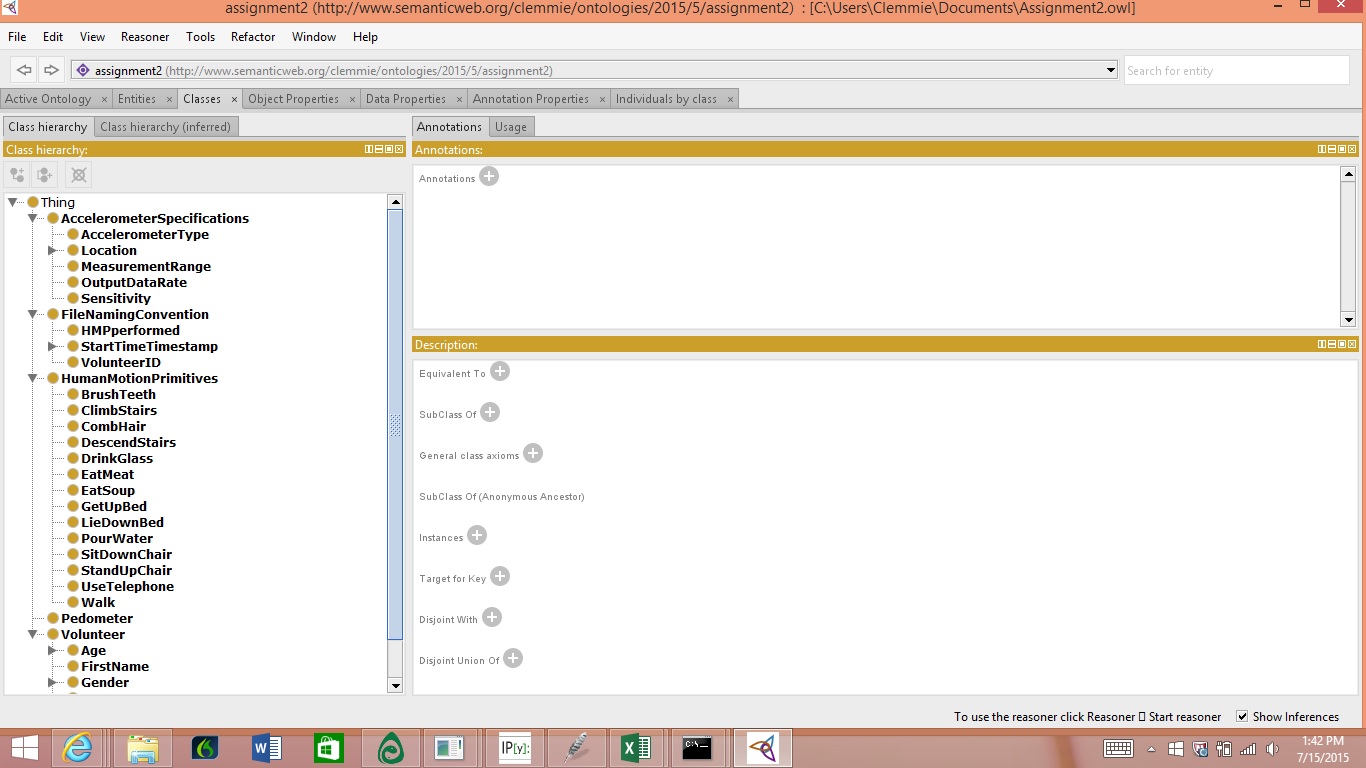 assignment2 (http://www.semanticweb.org/clemmie/ontologies/2015/5/assignment2) : [C:\Users\Clemmie\Documents\Assignment2.owl]
File Edit View Reasoner Tools Refactor Window Help
assignment2 (http://www.semanticweb.org/clemmie/ontologies/2015/5/assignment2)
Search for entity
Active Ontology × Entities × Classes × Object Properties × Data Properties × Annotation Properties × Individuals by class ×
Class hierarchy Class hierarchy (inferred)
Class hierarchy:
Thing
AccelerometerSpecifications
AccelerometerType
Location
MeasurementRange
OutputDataRate
Sensitivity
FileNamingConvention
HMPperformed
StartTimeTimestamp
VolunteerID
HumanMotionPrimitives
BrushTeeth
ClimbStairs
CombHair
DescendStairs
DrinkGlass
EatMeat
EatSoup
GetUpBed
LieDownBed
PourWater
SitDownChair
StandUpChair
UseTelephone
Walk
Pedometer
Volunteer
Age
FirstName
Gender
Annotations Usage
Annotations:
Annotations
Description:
Equivalent To
SubClass Of
General class axioms
SubClass Of (Anonymous Ancestor)
Instances
Target for Key
Disjoint With
Disjoint Union Of
To use the reasoner click Reasoner Start reasoner Show Inferences
IP[y]:
C:\_
1:42 PM
7/15/2015